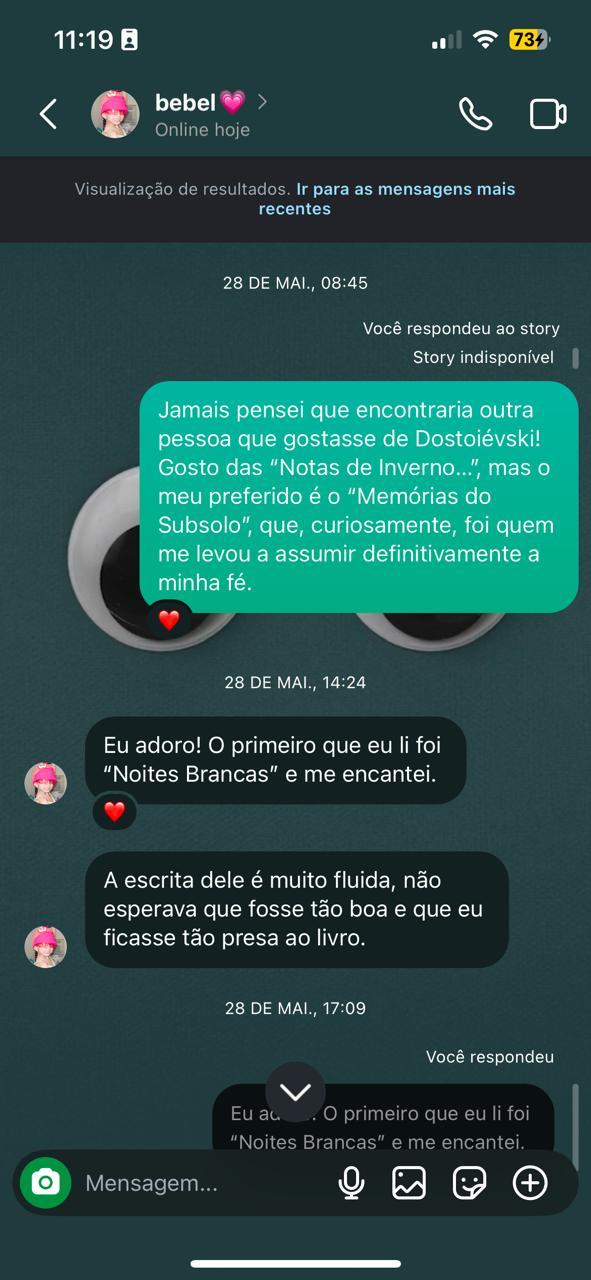 11:19
73
bebel💗
Online hoje
Visualização de resultados. Ir para as mensagens mais
recentes
28 DE MAI., 08:45
Você respondeu ao story
Story indisponível
Jamais pensei que encontraria outra
pessoa que gostasse de Dostoiévski!
Gosto das “Notas de Inverno...”, mas o
meu preferido é o “Memórias do
Subsolo”, que, curiosamente, foi quem
me levou a assumir definitivamente a
minha fé.
❤️
28 DE MAI., 14:24
Eu adoro! O primeiro que eu li foi
“Noites Brancas” e me encantei.
❤️
A escrita dele é muito fluida, não
esperava que fosse tão boa e que eu
ficasse tão presa ao livro.
28 DE MAI., 17:09
Você respondeu
Eu O primeiro que eu li foi
“Noites Brancas” e me encantei.
Mensagem...